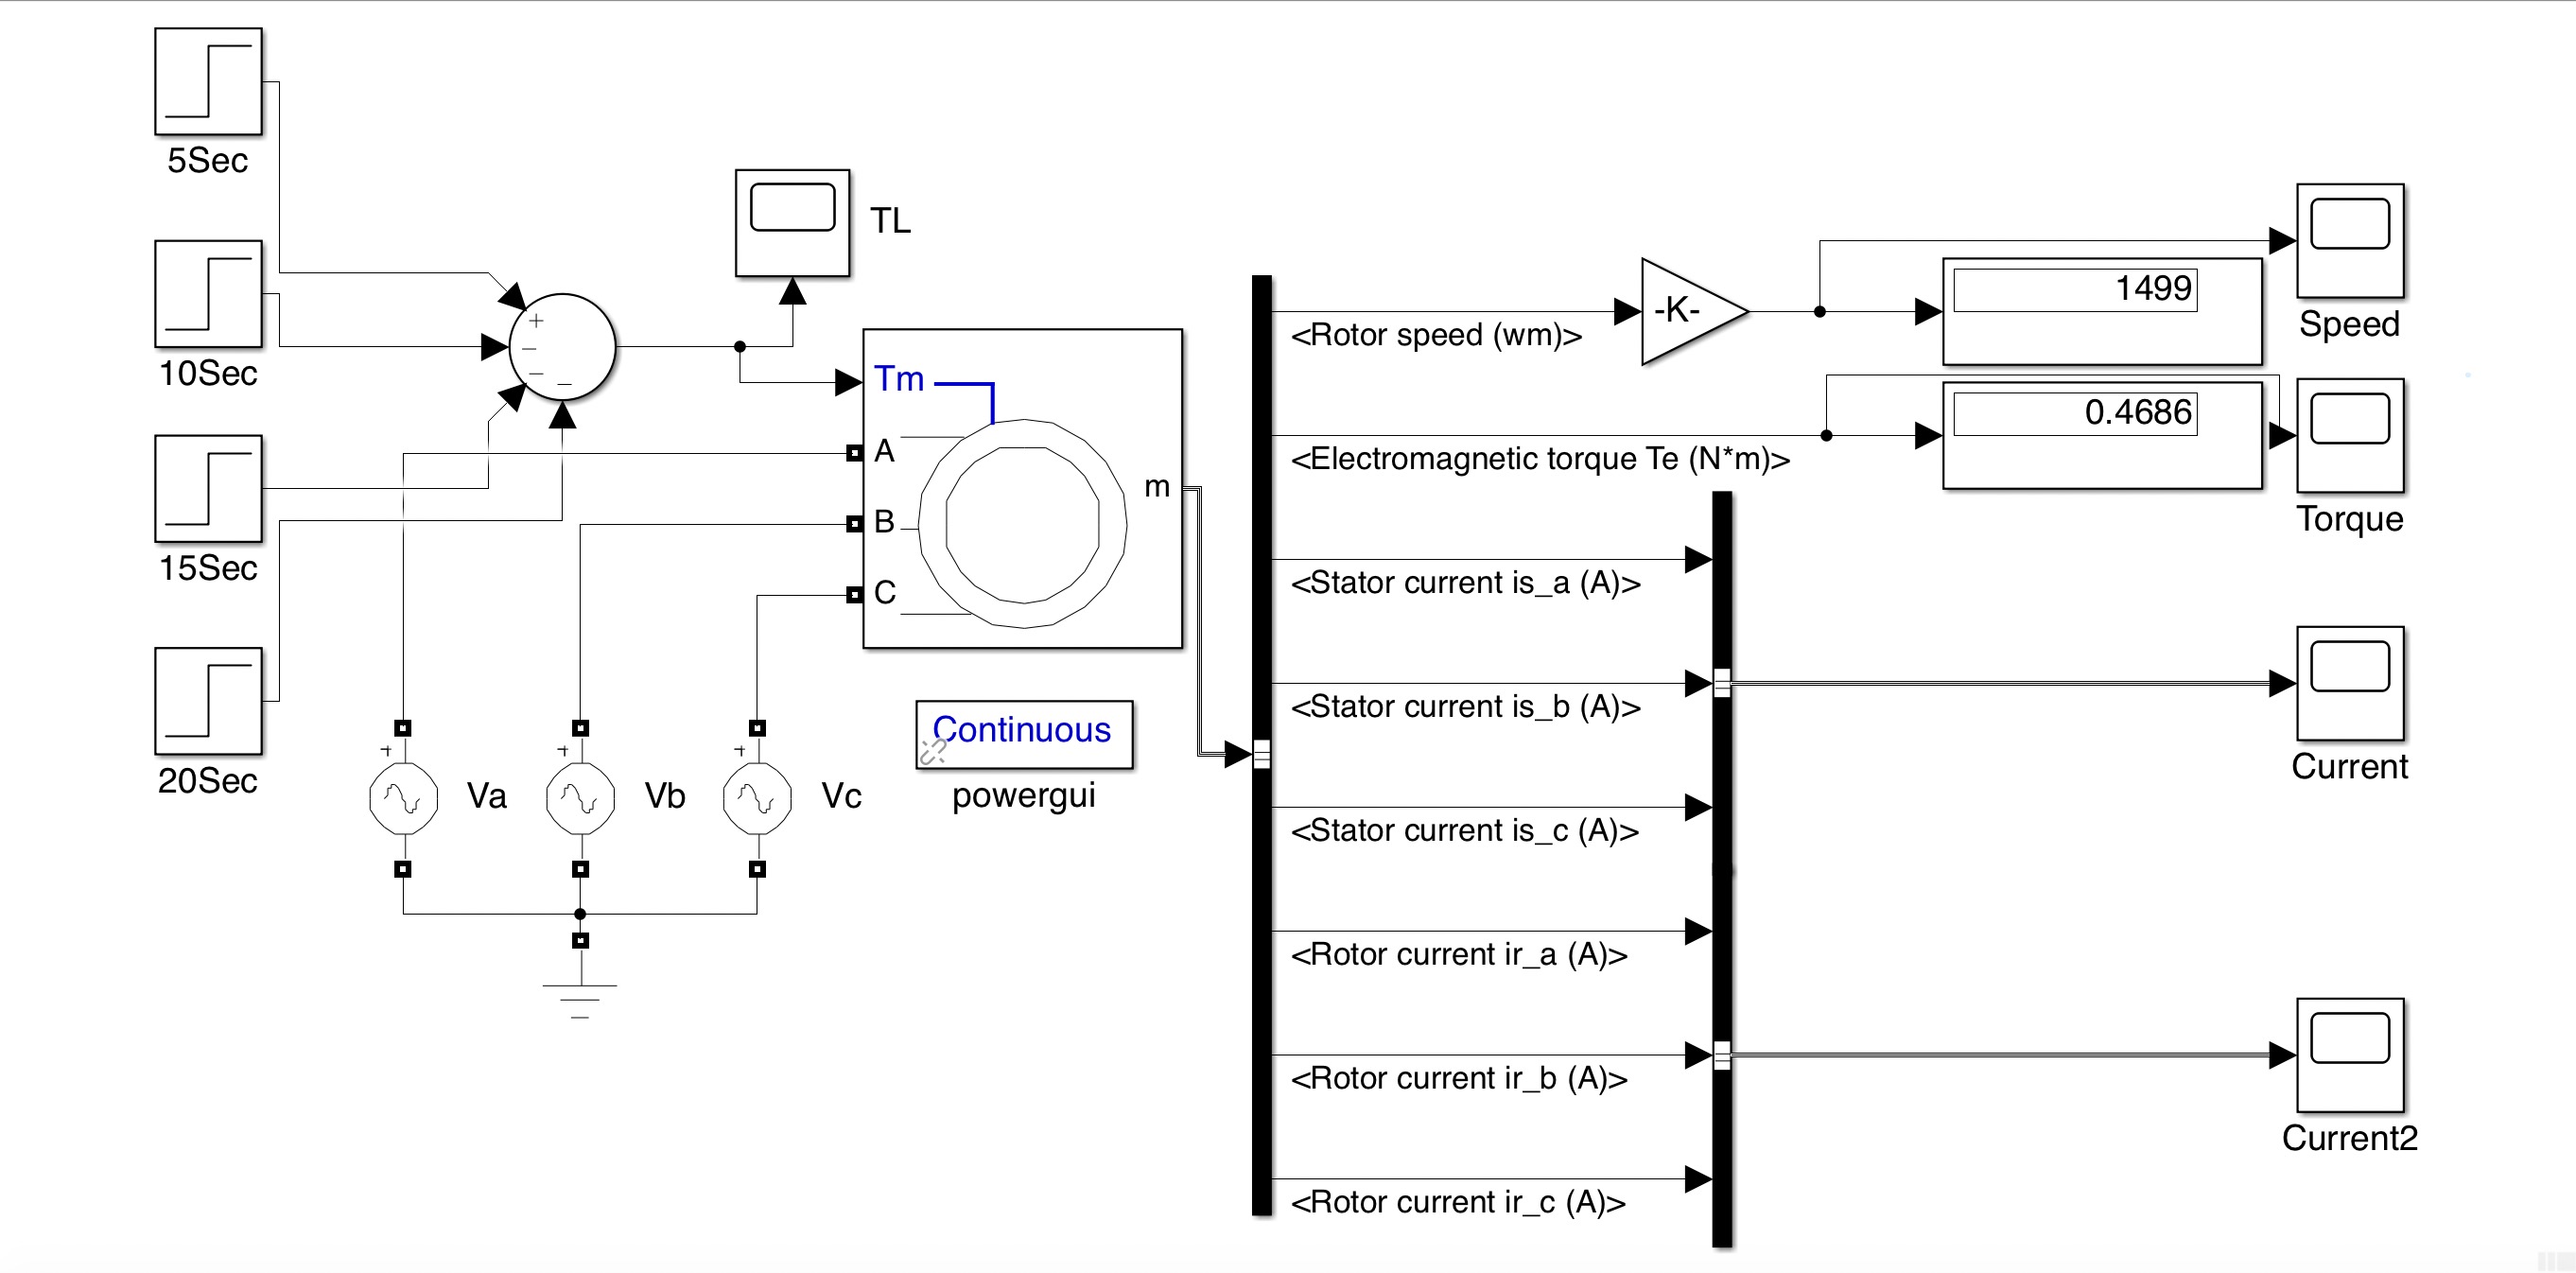 5Sec
10Sec
15Sec
20Sec
+
−
−
−
TL
Tm
A
B
C
m
+
Va
+
Vb
+
Vc
Continuous
powergui
<Rotor speed (wm)>
-K-
1499
Speed
<Electromagnetic torque Te (N*m)>
0.4686
Torque
<Stator current is_a (A)>
<Stator current is_b (A)>
Current
<Stator current is_c (A)>
<Rotor current ir_a (A)>
<Rotor current ir_b (A)>
Current2
<Rotor current ir_c (A)>